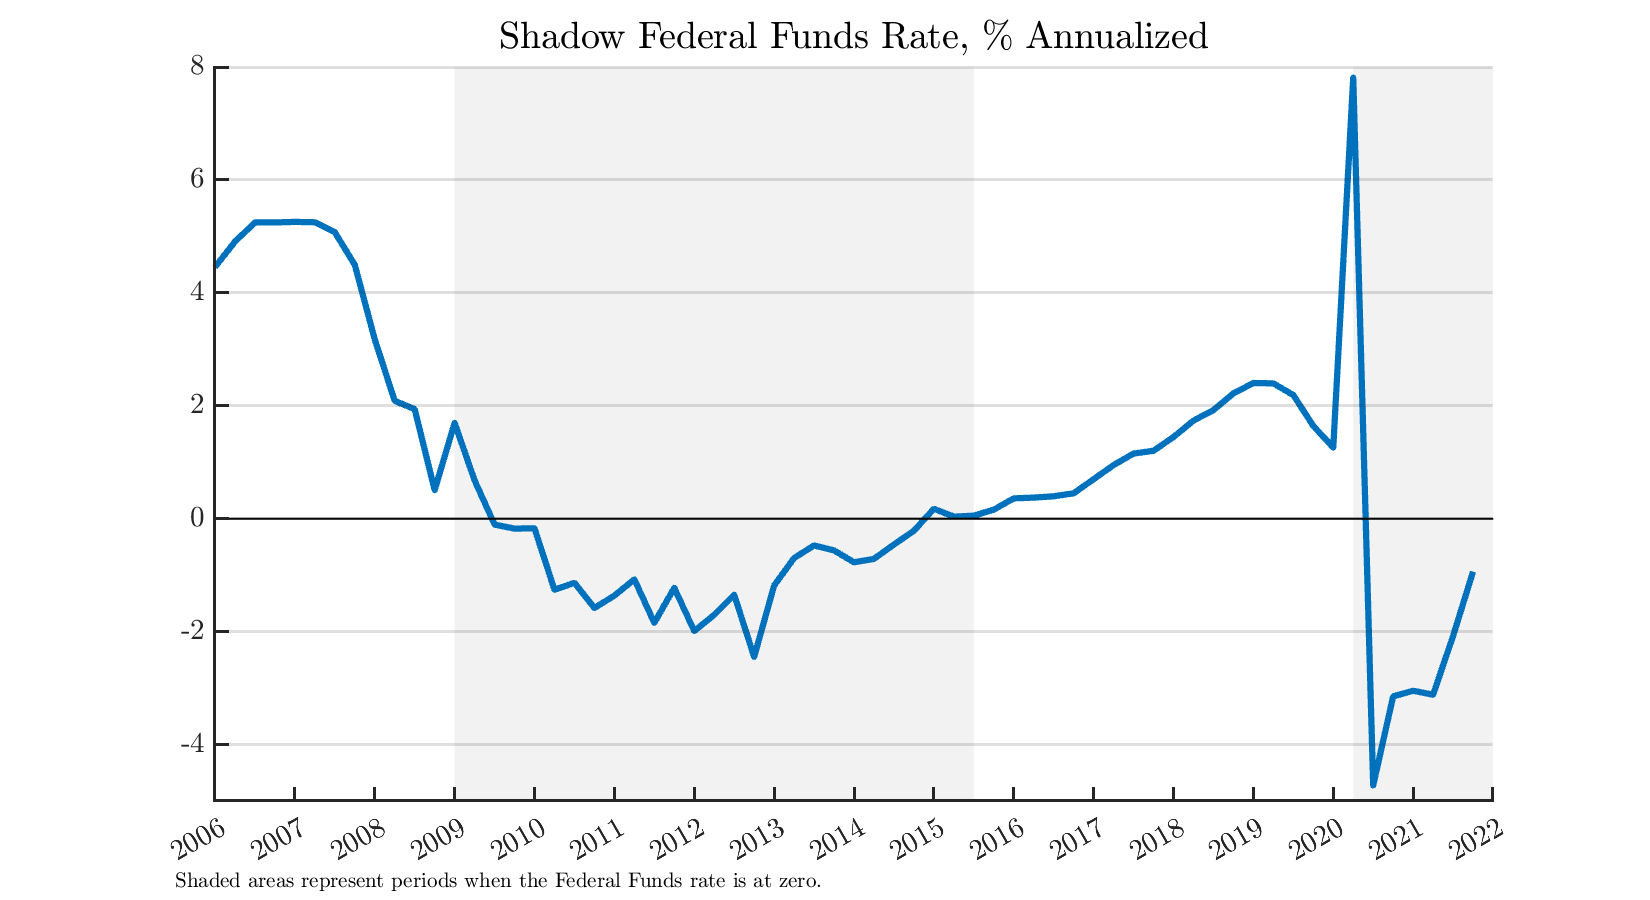 Shadow Federal Funds Rate, % Annualized
8
6
4
2
0
-2
-4
2006 2007 2008 2009 2010 2011 2012 2013 2014 2015 2016 2017 2018 2019 2020 2021 2022
Shaded areas represent periods when the Federal Funds rate is at zero.